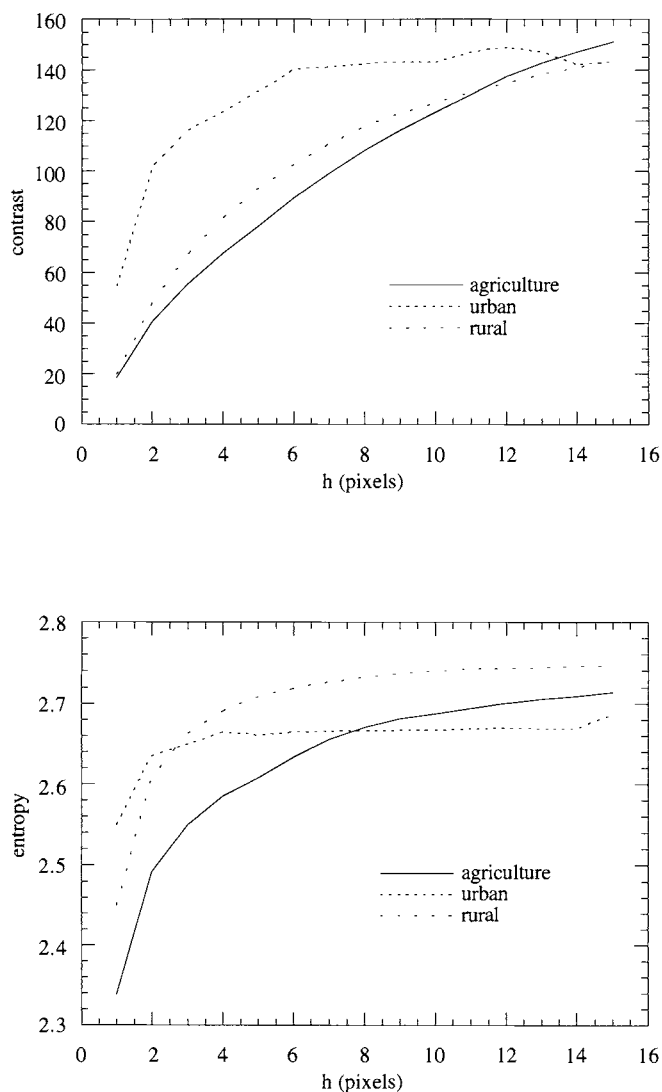 160
140
120
100
80
60
40
20
0
contrast
agriculture
urban
rural
0 2 4 6 8 10 12 14 16
h (pixels)
2.8
2.7
2.6
2.5
2.4
2.3
entropy
agriculture
urban
rural
0 2 4 6 8 10 12 14 16
h (pixels)